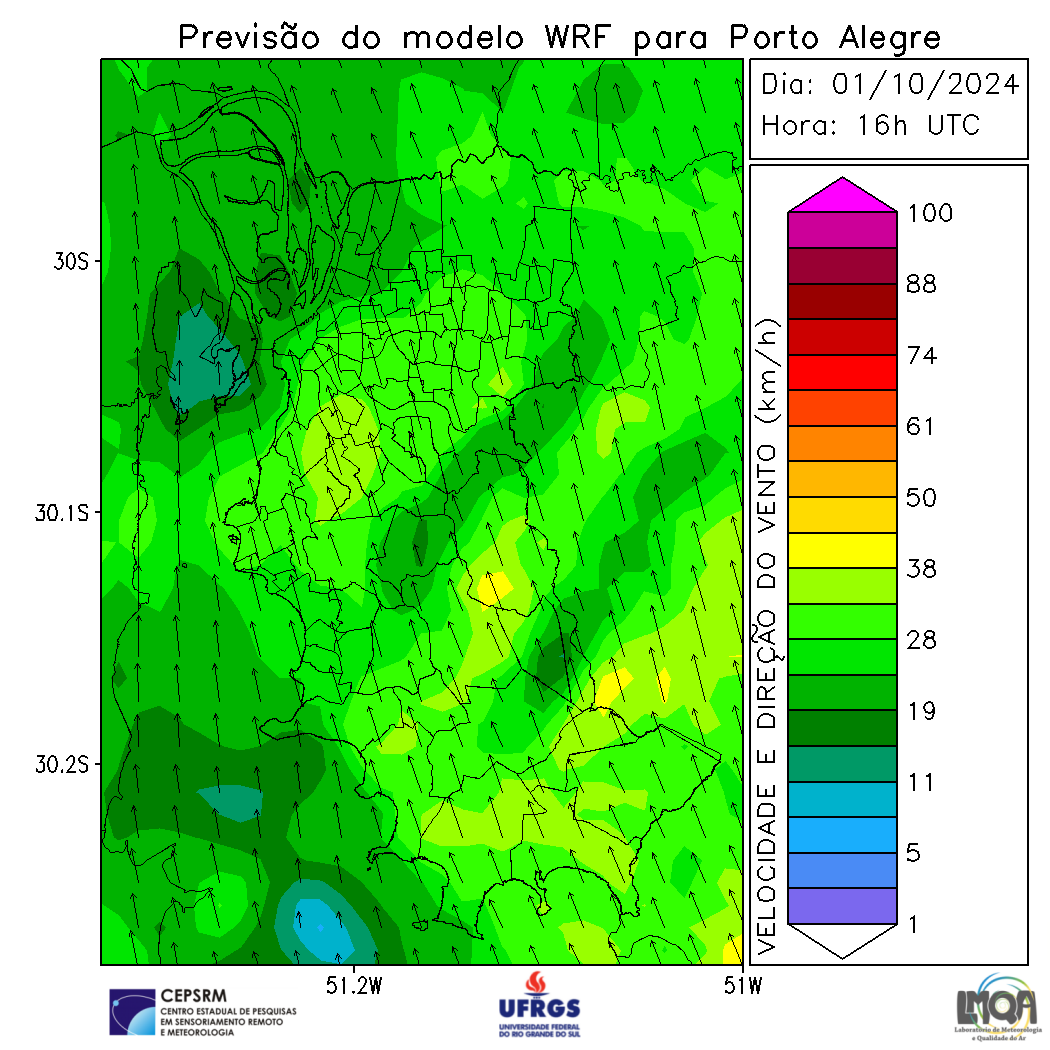 Previsão do modelo WRF para Porto Alegre
Dia: 01/10/2024
Hora: 16h UTC
30S
30.1S
30.2S
51.2W
51W
VELOCIDADE E DIREÇÃO DO VENTO (km/h)
100
88
74
61
50
38
28
19
11
5
1
CEPSRM
CENTRO ESTADUAL DE PESQUISAS
EM SENSORIAMENTO REMOTO
E METEOROLOGIA
UFRGS
UNIVERSIDADE FEDERAL
DO RIO GRANDE DO SUL
LMQA
Laboratório de Meteorologia
e Qualidade do Ar